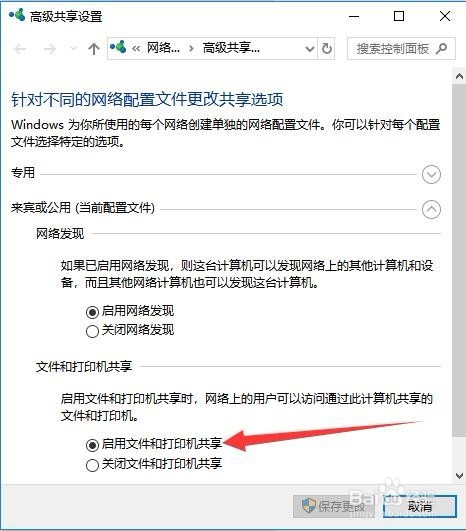 高级共享设置
« 网络... › 高级共享... 搜索控制面板
针对不同的网络配置文件更改共享选项
Windows 为你所使用的每个网络创建单独的网络配置文件。你可以针对每个配置
文件选择特定的选项。
专用
来宾或公用 (当前配置文件)
网络发现
如果已启用网络发现，则这台计算机可以发现网络上的其他计算机和设
备，而且其他网络计算机也可以发现这台计算机。
启用网络发现
关闭网络发现
文件和打印机共享
启用文件和打印机共享时，网络上的用户可以访问通过此计算机共享的
文件和打印机。
启用文件和打印机共享
关闭文件和打印机共享
保存更改 取消